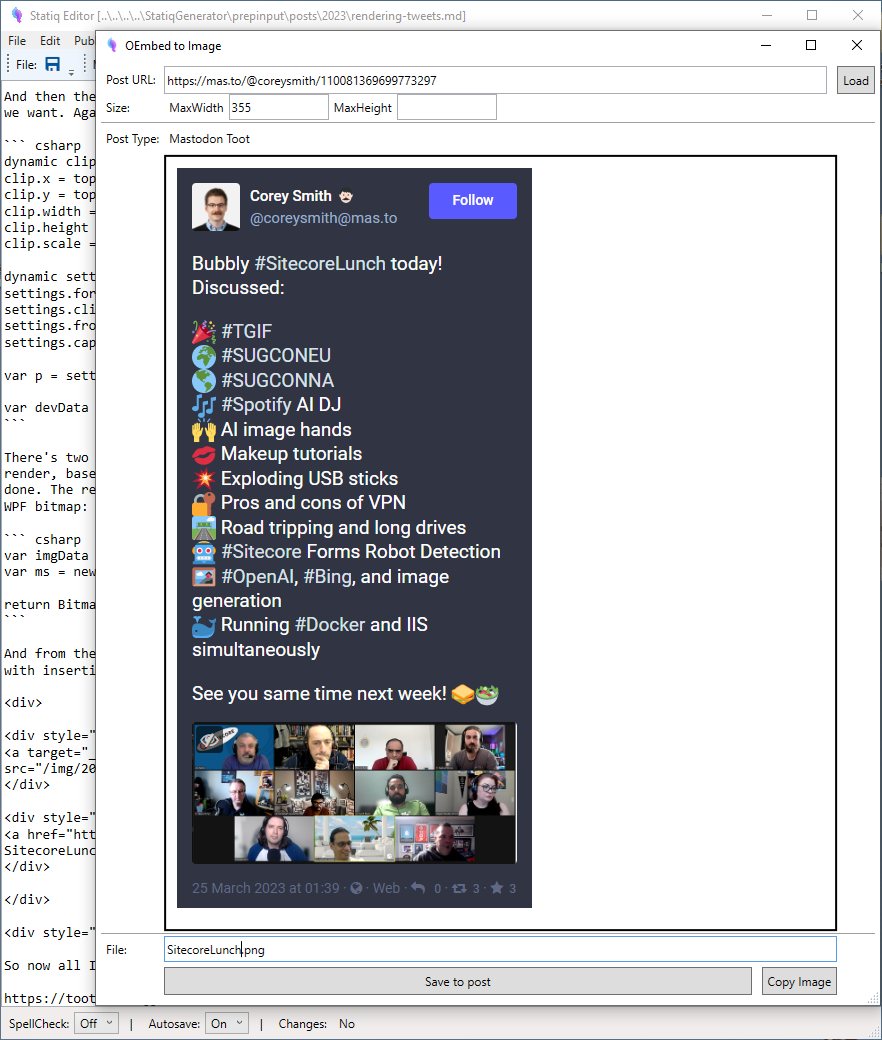 Statiq Editor [..\..\..\..\StatiqGenerator\prepinput\posts\2023\rendering-tweets.md]
File Edit Pub
File:
And then the
we want. Aga
``` csharp
dynamic clip
clip.x = top
clip.y = top
clip.width =
clip.height
clip.scale =
dynamic sett
settings.for
settings.cli
settings.fro
settings.cap
var p = sett
var devData
```
There's two
render, base
done. The re
WPF bitmap:
``` csharp
var imgData
var ms = new
return Bitma
```
And from the
with inserti
<div>
<div style="
<a target="_
src="/img/20
</div>
<div style="
<a href="htt
SitecoreLunc
</div>
</div>
<div style="
So now all I
https://toot
OEmbed to Image
Post URL: https://mas.to/@coreysmith/110081369699773297 Load
Size: MaxWidth 355 MaxHeight
Post Type: Mastodon Toot
Corey Smith
@coreysmith@mas.to
Follow
Bubbly #SitecoreLunch today!
Discussed:
🎉 #TGIF
🌍 #SUGCONEU
🌎 #SUGCONNA
🎶 #Spotify AI DJ
🙌 AI image hands
💋 Makeup tutorials
💥 Exploding USB sticks
🔐 Pros and cons of VPN
🛣️ Road tripping and long drives
🤖 #Sitecore Forms Robot Detection
🖼️ #OpenAI, #Bing, and image
generation
🐳 Running #Docker and IIS
simultaneously
See you same time next week! 🥪🥗
25 March 2023 at 01:39 · · Web · 0 · 3 · 3
File: SitecoreLunch.png
Save to post Copy Image
SpellCheck: Off | Autosave: On | Changes: No